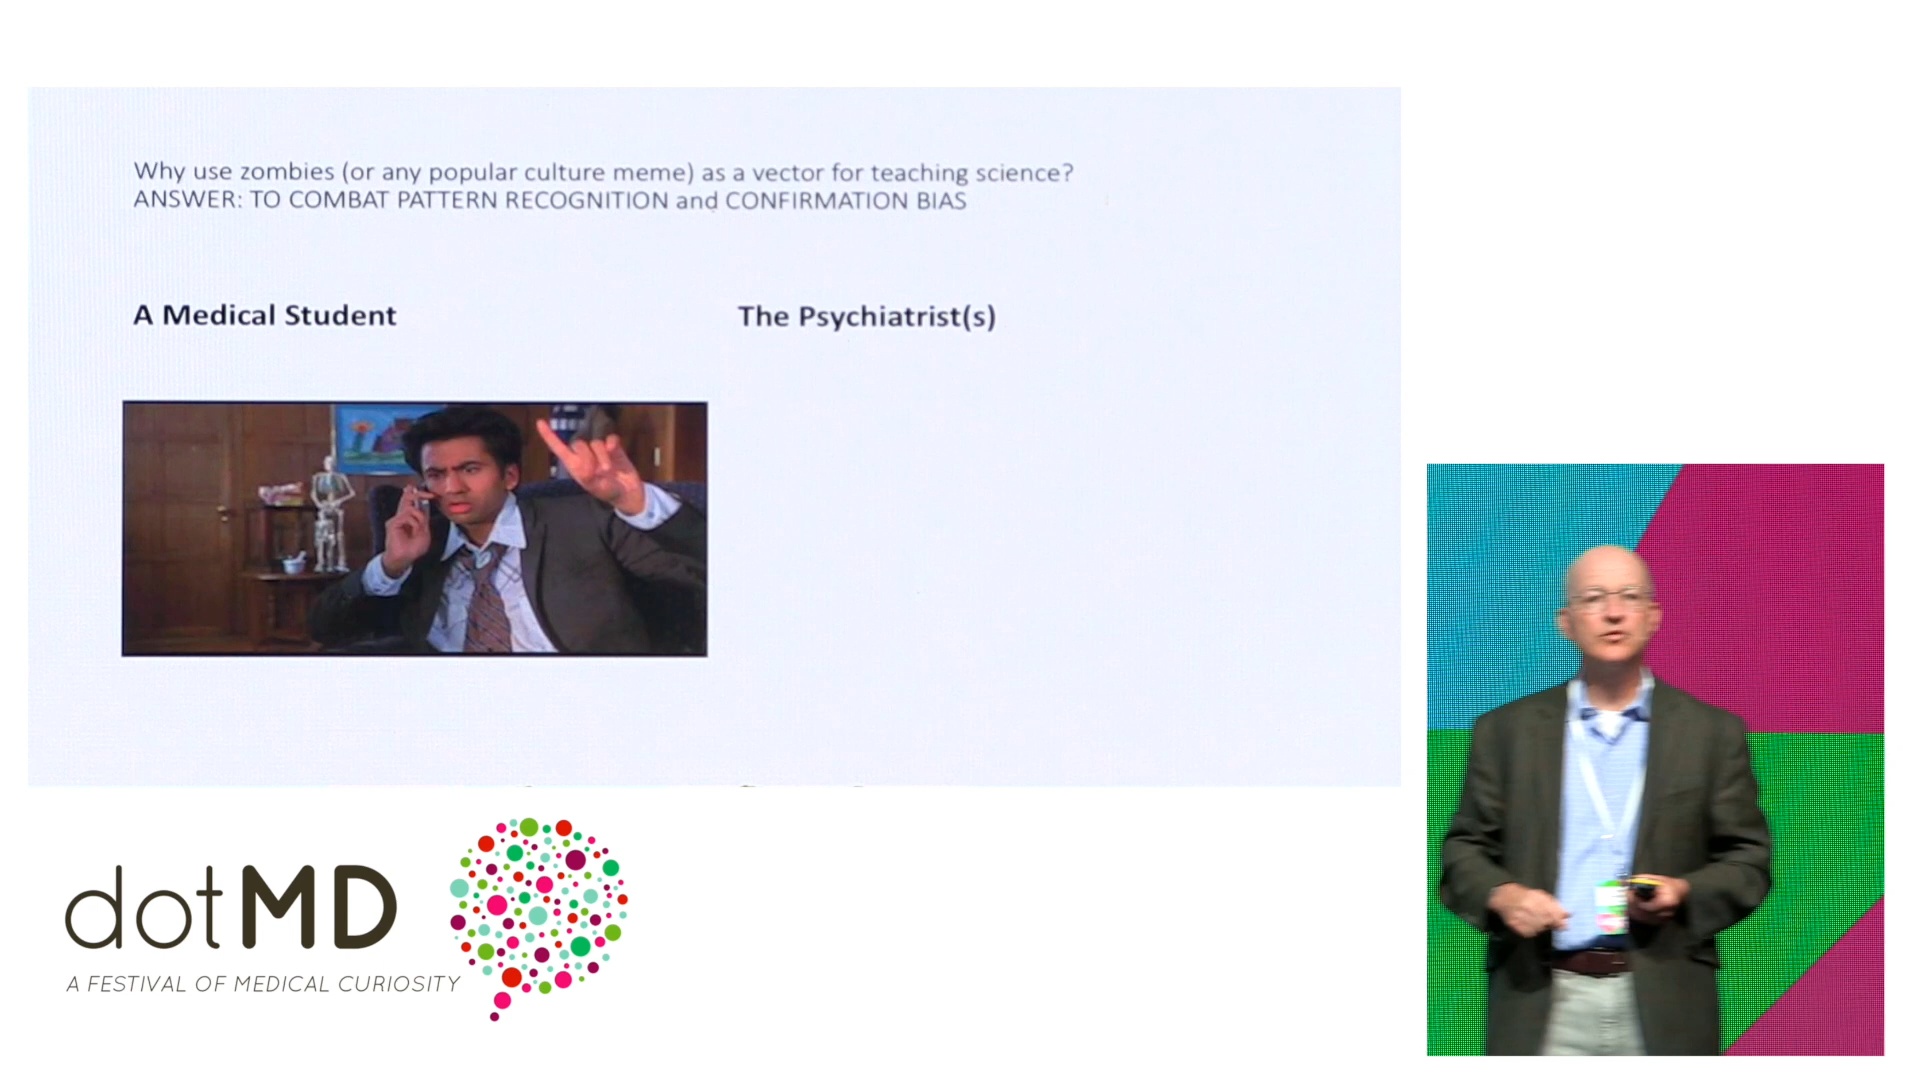 Why use zombies (or any popular culture meme) as a vector for teaching science?
ANSWER: TO COMBAT PATTERN RECOGNITION and CONFIRMATION BIAS
A Medical Student
The Psychiatrist(s)
dotMD
A FESTIVAL OF MEDICAL CURIOSITY